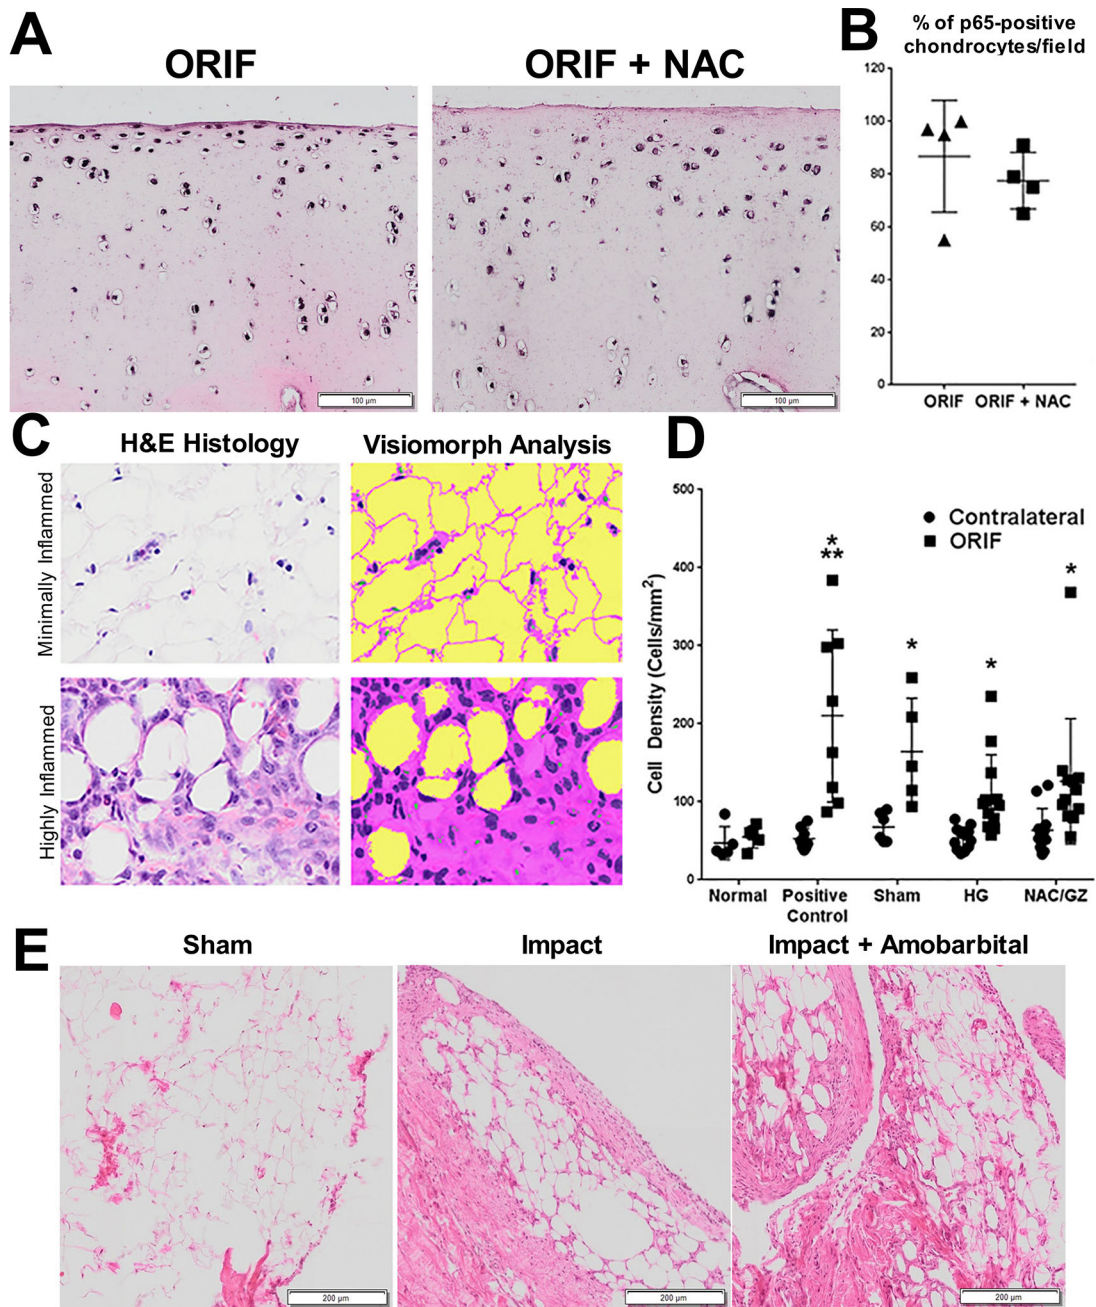 A
ORIF
ORIF + NAC
100 µm
100 µm
B
% of p65-positive
chondrocytes/field
120
100
80
60
40
20
0
ORIF
ORIF + NAC
C
H&E Histology
Visiomorph Analysis
Minimally Inflammed
Highly Inflammed
D
500
400
300
200
100
0
Cell Density (Cells/mm²)
Contralateral
ORIF
*
**
*
*
*
Normal
Positive
Control
Sham
HG
NAC/GZ
E
Sham
Impact
Impact + Amobarbital
200 µm
200 µm
200 µm